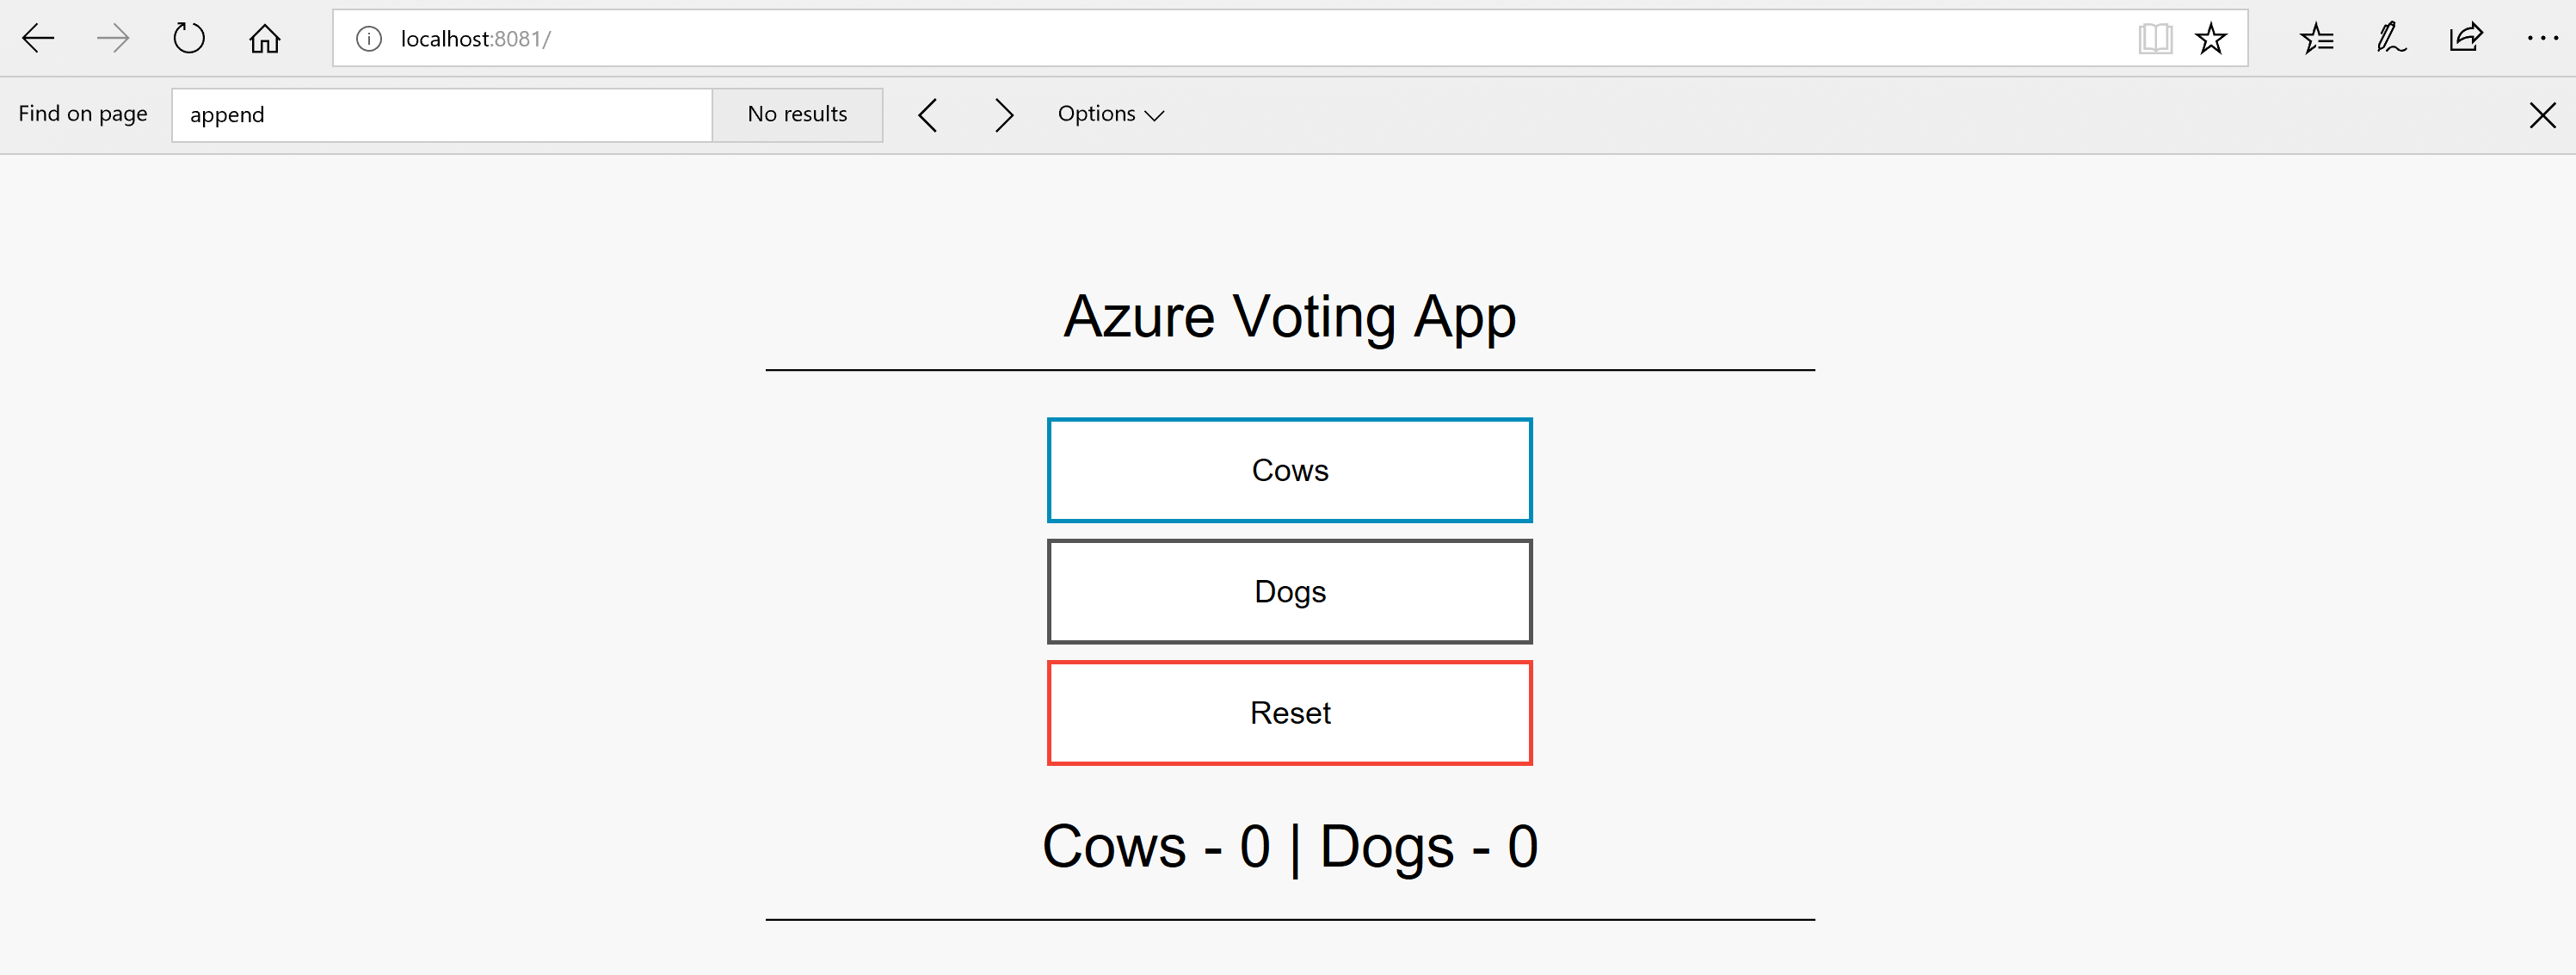 localhost:8081/
Find on page append No results Options
Azure Voting App
Cows
Dogs
Reset
Cows - 0 | Dogs - 0